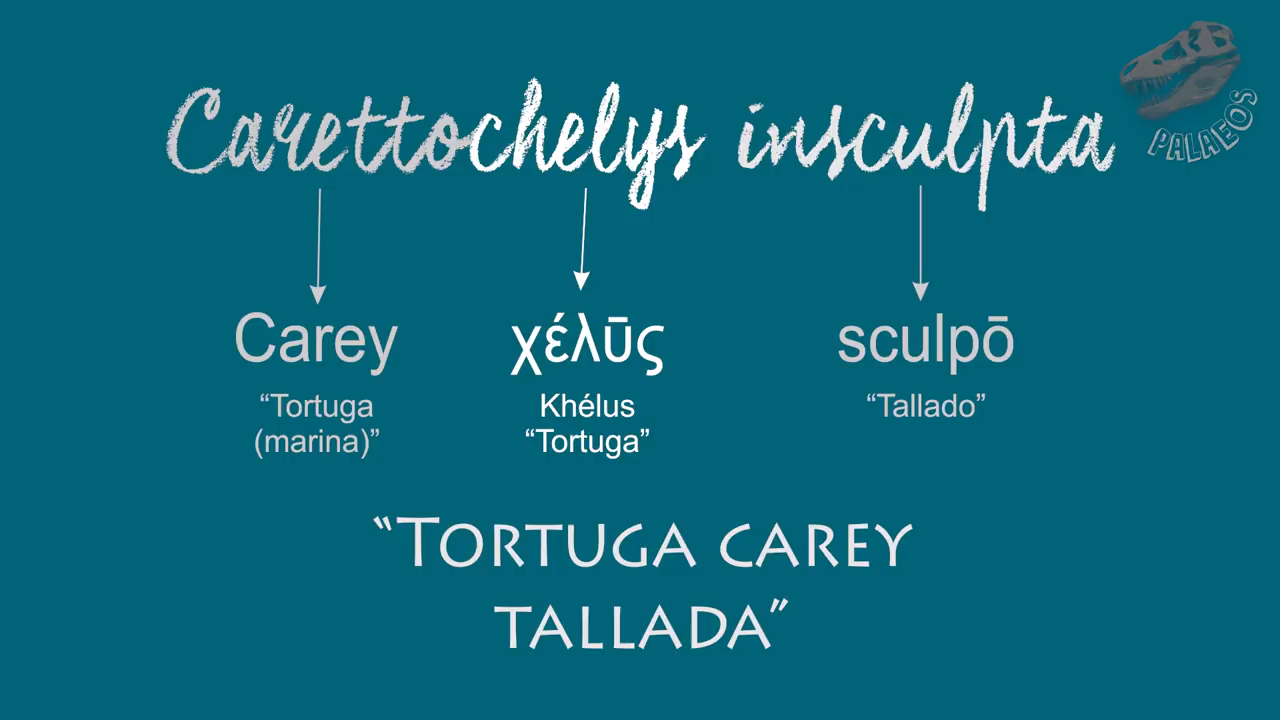 Carettochelys insculpta
PALAEOS
Carey
χέλῡς
sculpō
“Tortuga
(marina)”
Khélus
“Tortuga”
“Tallado”
“TORTUGA CAREY
TALLADA”